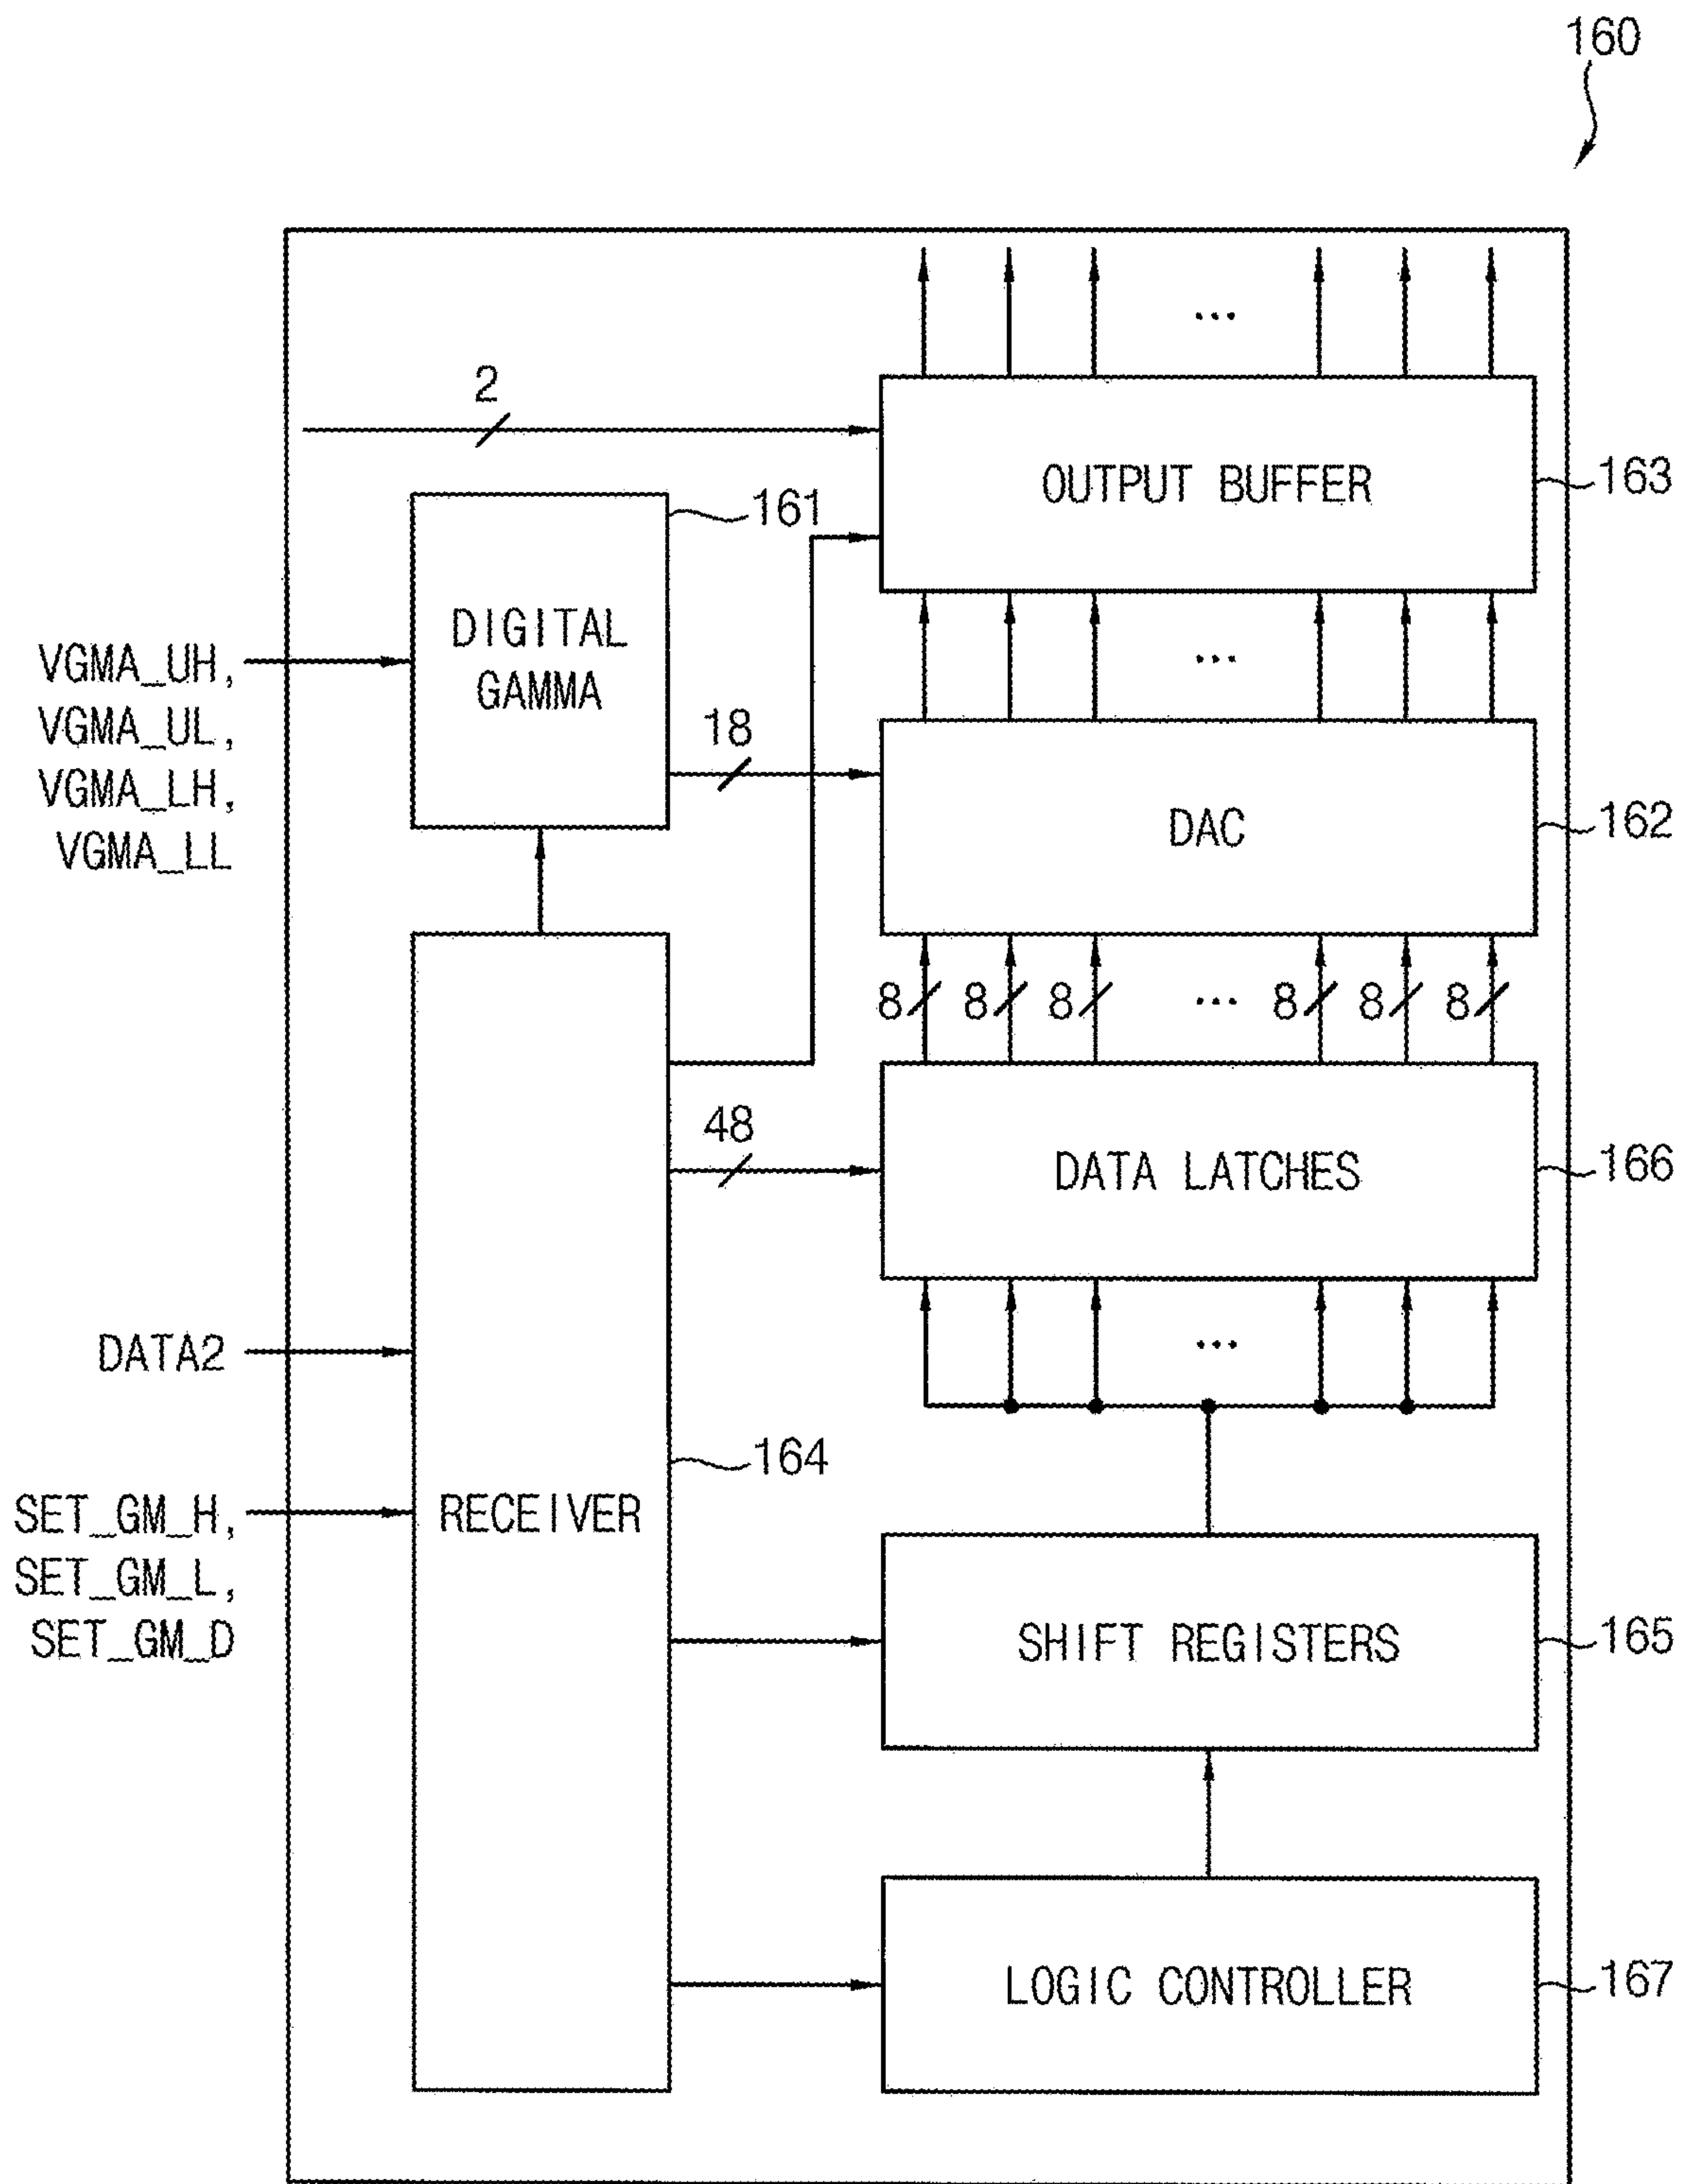 160
2
OUTPUT BUFFER
163
161
DIGITAL
GAMMA
VGMA_UH,
VGMA_UL,
VGMA_LH,
VGMA_LL
18
DAC
162
8 8 8 ... 8 8 8
48
DATA LATCHES
166
DATA2
164
SET_GM_H,
SET_GM_L,
SET_GM_D
RECEIVER
SHIFT REGISTERS
165
LOGIC CONTROLLER
167